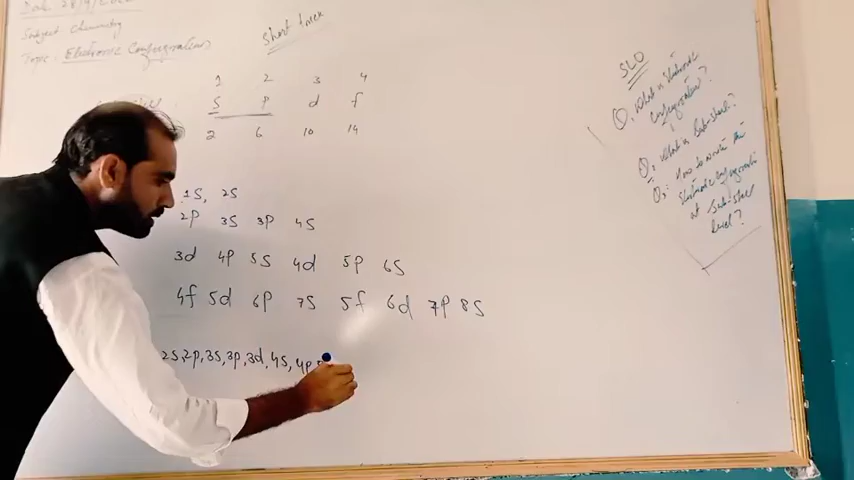 Subject: Chemistry
Topic: Electronic Configuration
Short trick
1 2 3 4
S P d f
2 6 10 14
1S, 2S
2P 3S 3P 4S
3d 4P 5S 4d 5P 6S
4f 5d 6P 7S 5f 6d 7P 8S
2S,2P,3S,3P,3d,4S,4P
SLO
Q1 What is Electronic
Configuration?
Q2 What is Sub-Shell?
Q3 How to write the
Electronic Configuration
at Sub-Shell
level?